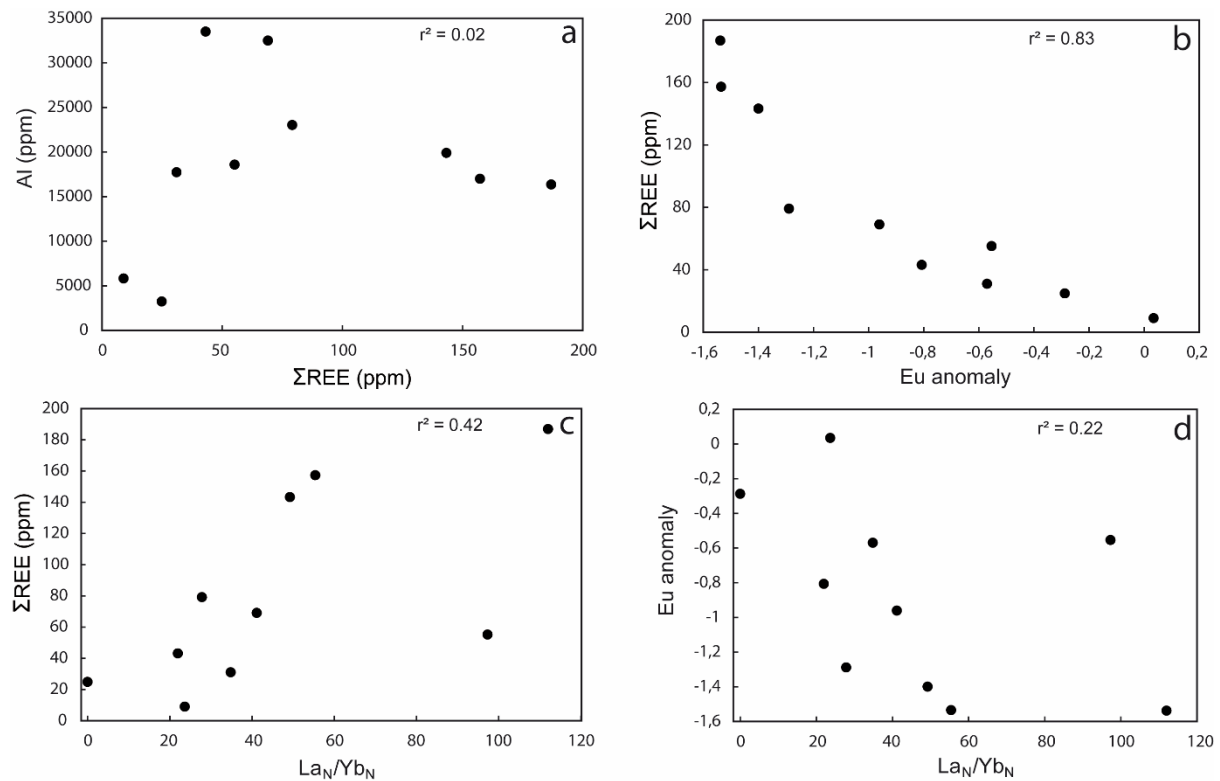 35000
30000
25000
20000
15000
10000
5000
0
Al (ppm)
r² = 0.02
a
0 50 100 150 200
ΣREE (ppm)
200
160
120
80
40
0
ΣREE (ppm)
r² = 0.83
b
-1,6 -1,4 -1,2 -1 -0,8 -0,6 -0,4 -0,2 0 0,2
Eu anomaly
200
180
160
140
120
100
80
60
40
20
0
ΣREE (ppm)
r² = 0.42
c
0 20 40 60 80 100 120
LaN/YbN
0,2
0
-0,2
-0,4
-0,6
-0,8
-1
-1,2
-1,4
-1,6
Eu anomaly
r² = 0.22
d
0 20 40 60 80 100 120
LaN/YbN